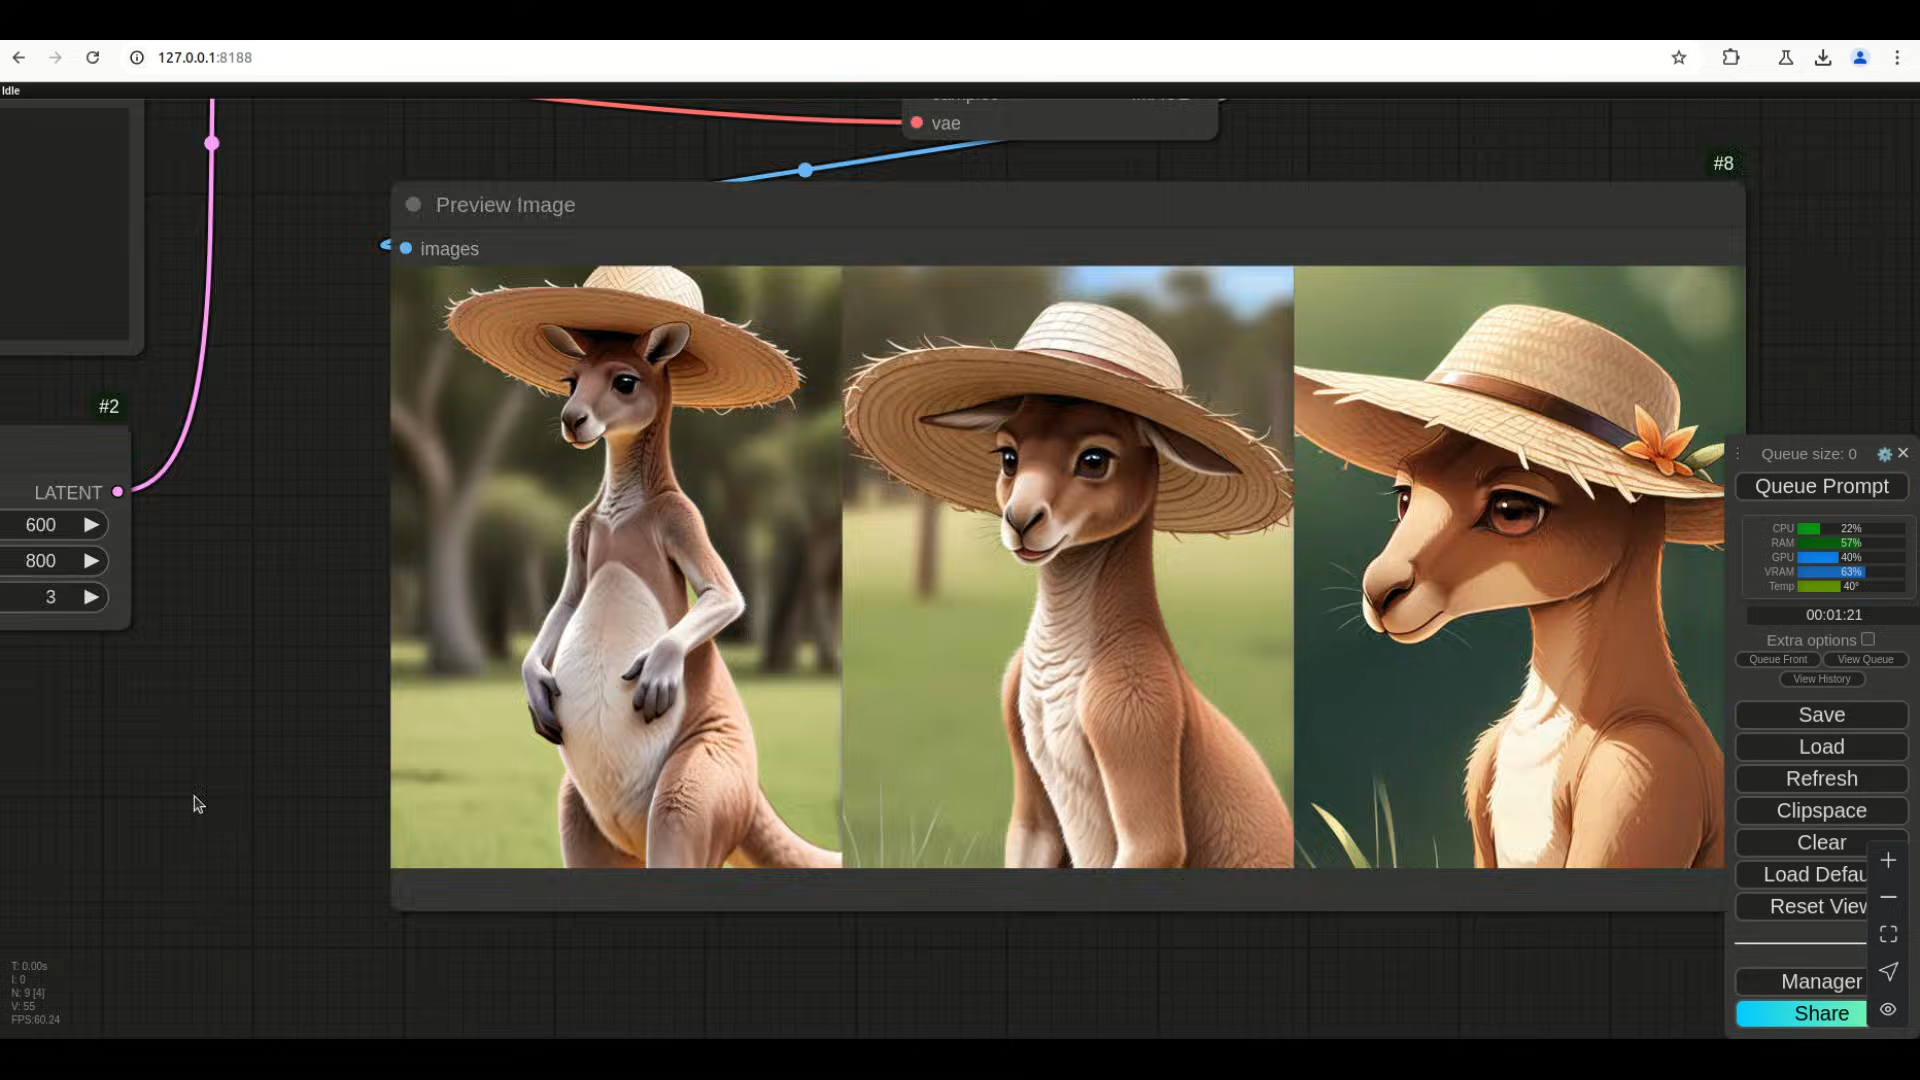 127.0.0.1:8188
Idle
vae
#8
Preview Image
images
#2
LATENT
600
800
3
Queue size: 0
Queue Prompt
CPU 22%
RAM 57%
GPU 40%
VRAM 63%
Temp 40°
00:01:21
Extra options
Queue Front View Queue
View History
Save
Load
Refresh
Clipspace
Clear
Load Defau
Reset View
Manager
Share
T: 0.00s
I: 0
N: 9 [4]
V: 55
FPS:60.24